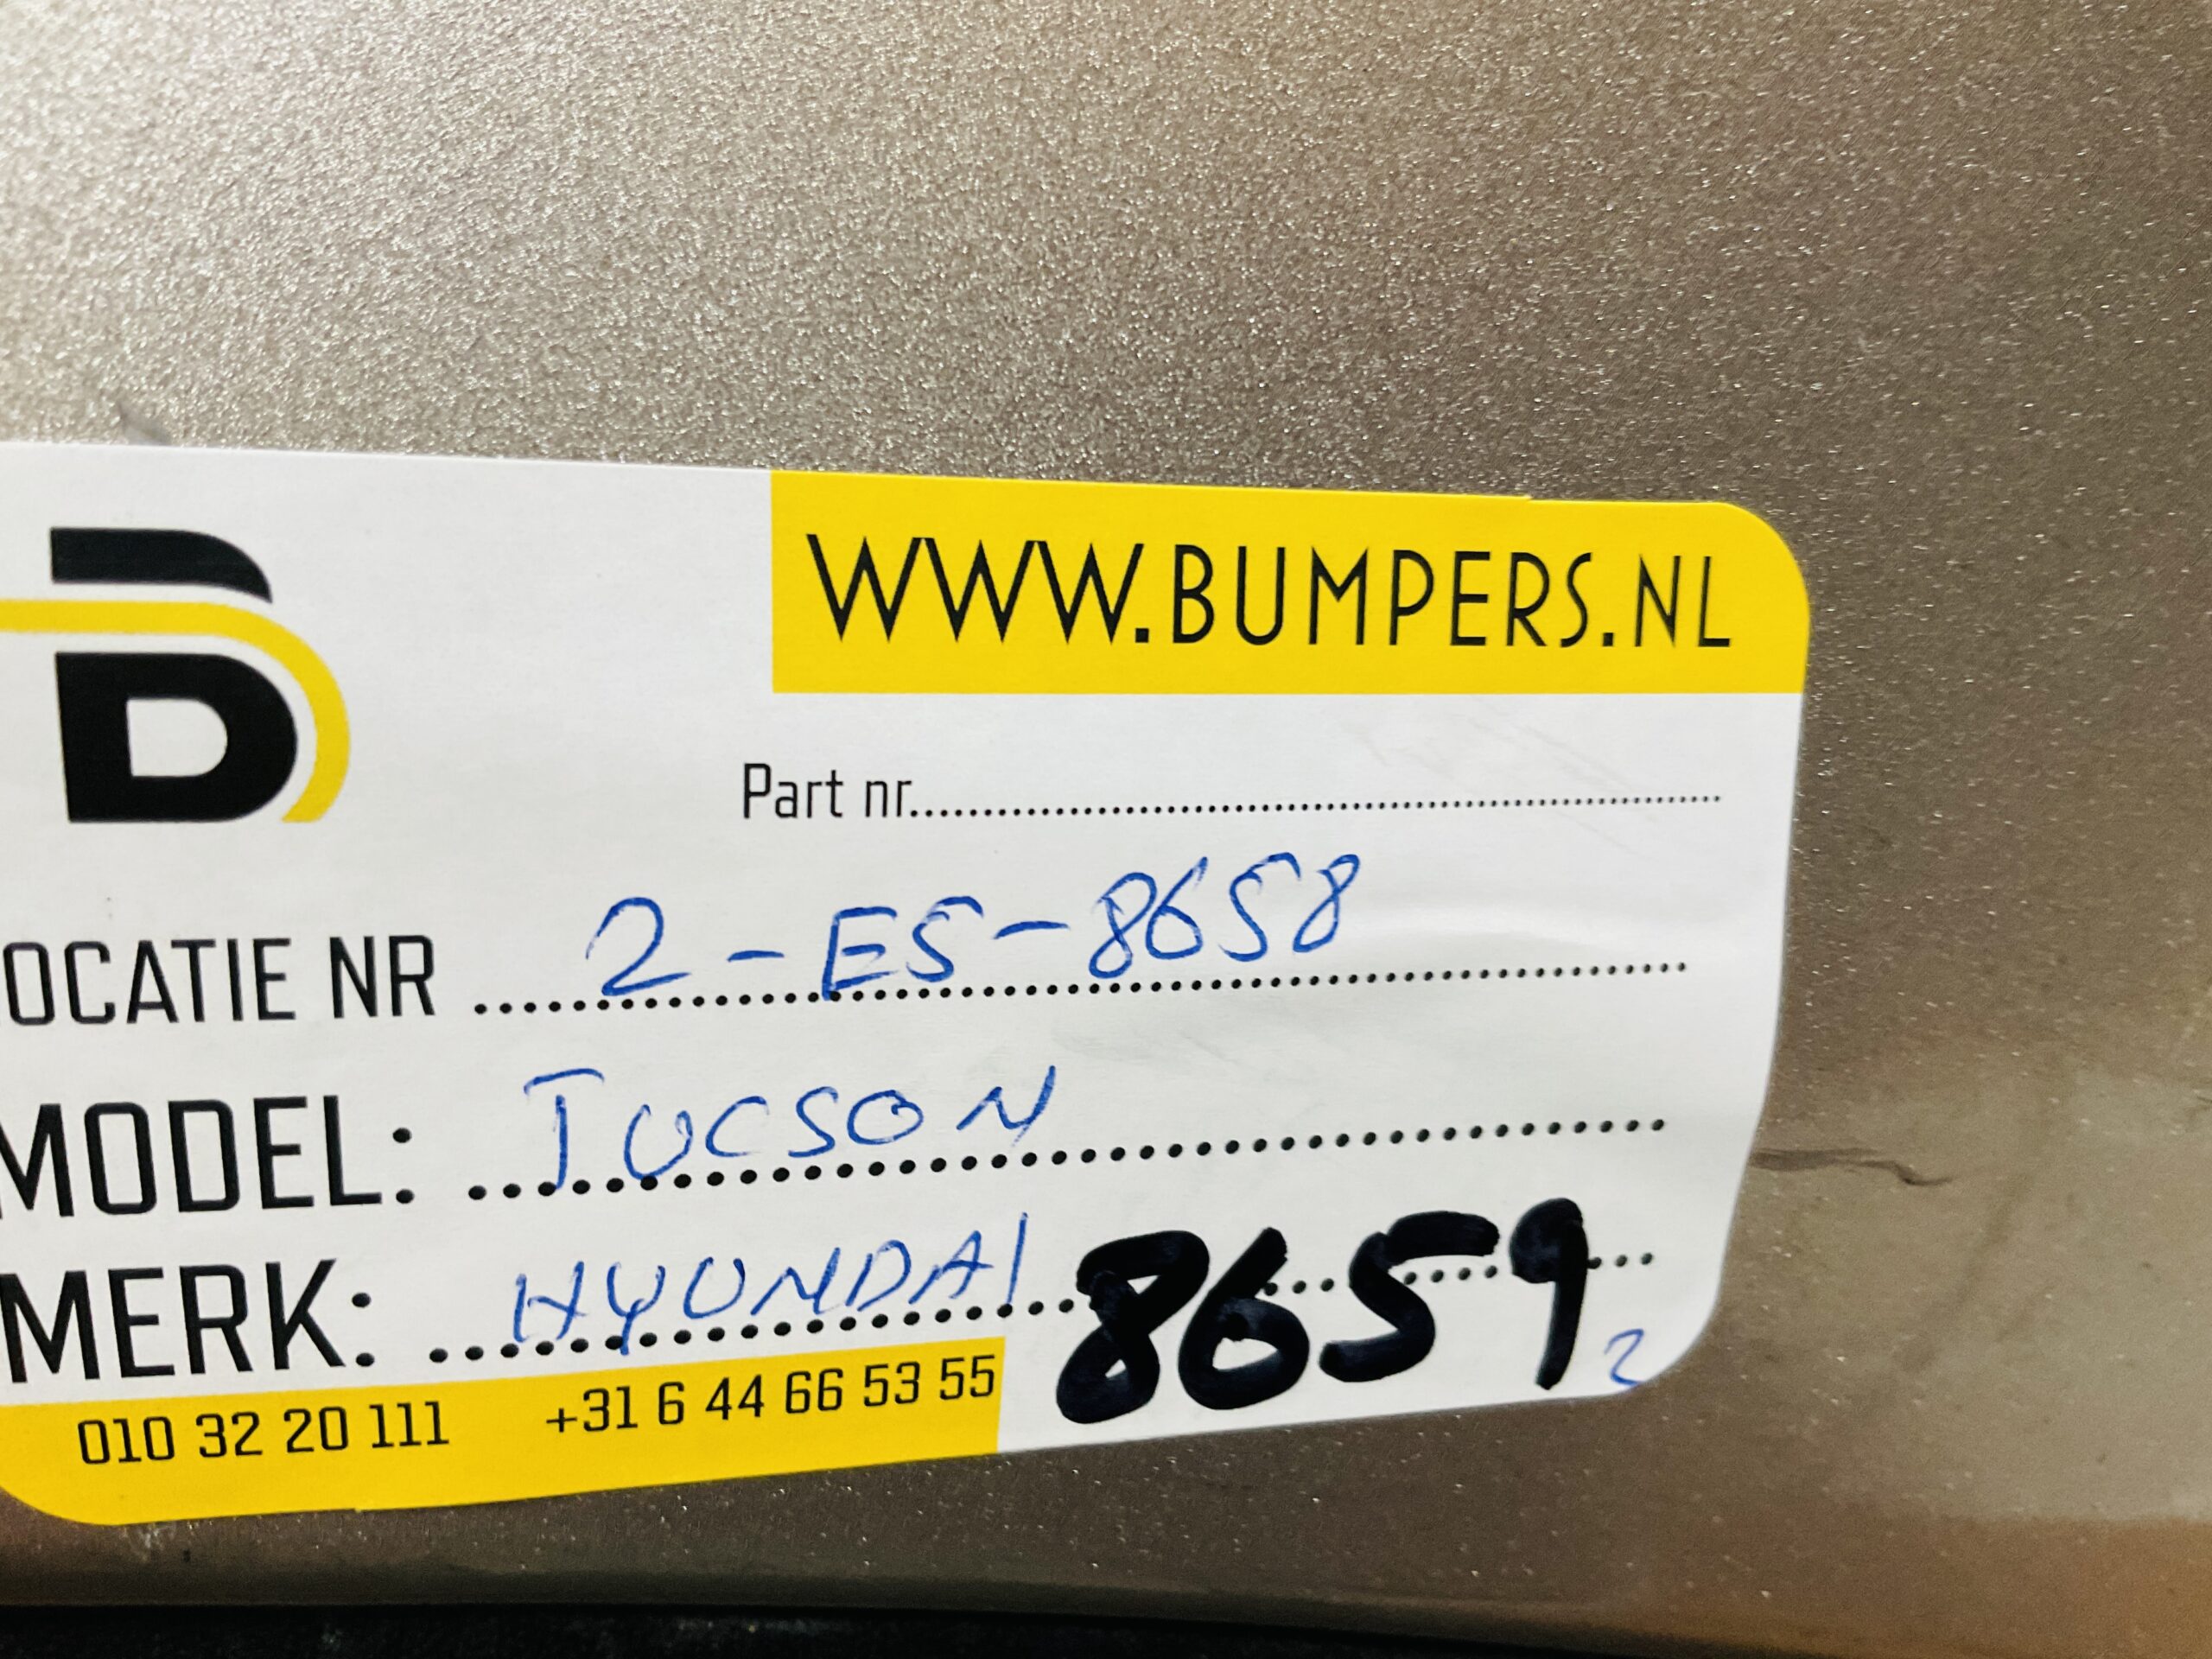 B
WWW.BUMPERS.NL
Part nr.
OCATIE NR 2-ES-8658
MODEL: TUCSON
MERK: HYUNDAI 8659
2
010 32 20 111 +31 6 44 66 53 55